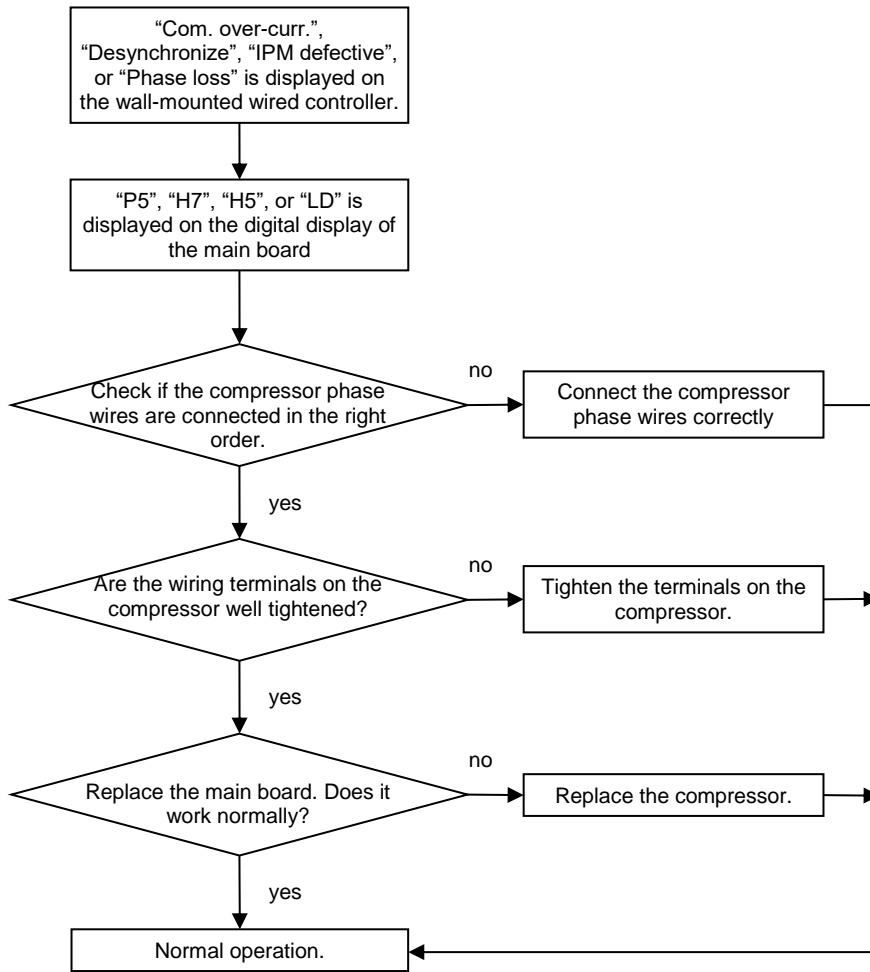 “Com. over-curr.”,
“Desynchronize”, “IPM defective”,
or “Phase loss” is displayed on
the wall-mounted wired controller.
“P5”, “H7”, “H5”, or “LD” is
displayed on the digital display of
the main board
Check if the compressor phase
wires are connected in the right
order.
no
Connect the compressor
phase wires correctly
yes
Are the wiring terminals on the
compressor well tightened?
no
Tighten the terminals on the
compressor.
yes
Replace the main board. Does it
work normally?
no
Replace the compressor.
yes
Normal operation.